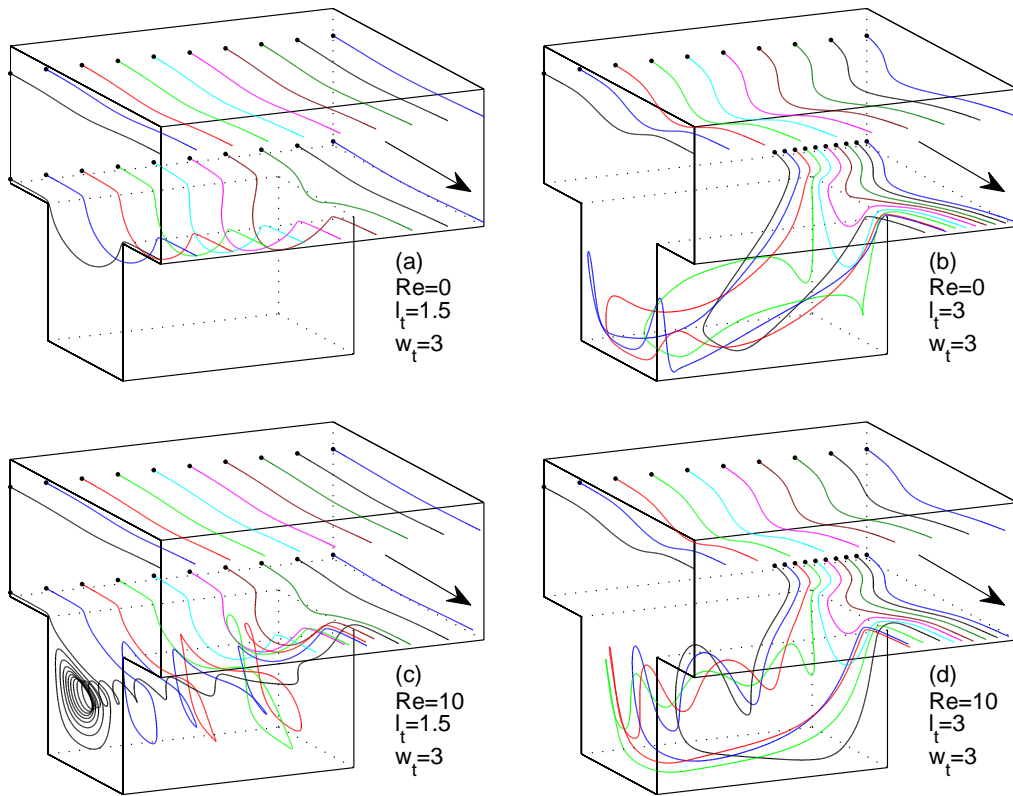 (a)
Re=0
l_t=1.5
w_t=3
(b)
Re=0
l_t=3
w_t=3
(c)
Re=10
l_t=1.5
w_t=3
(d)
Re=10
l_t=3
w_t=3